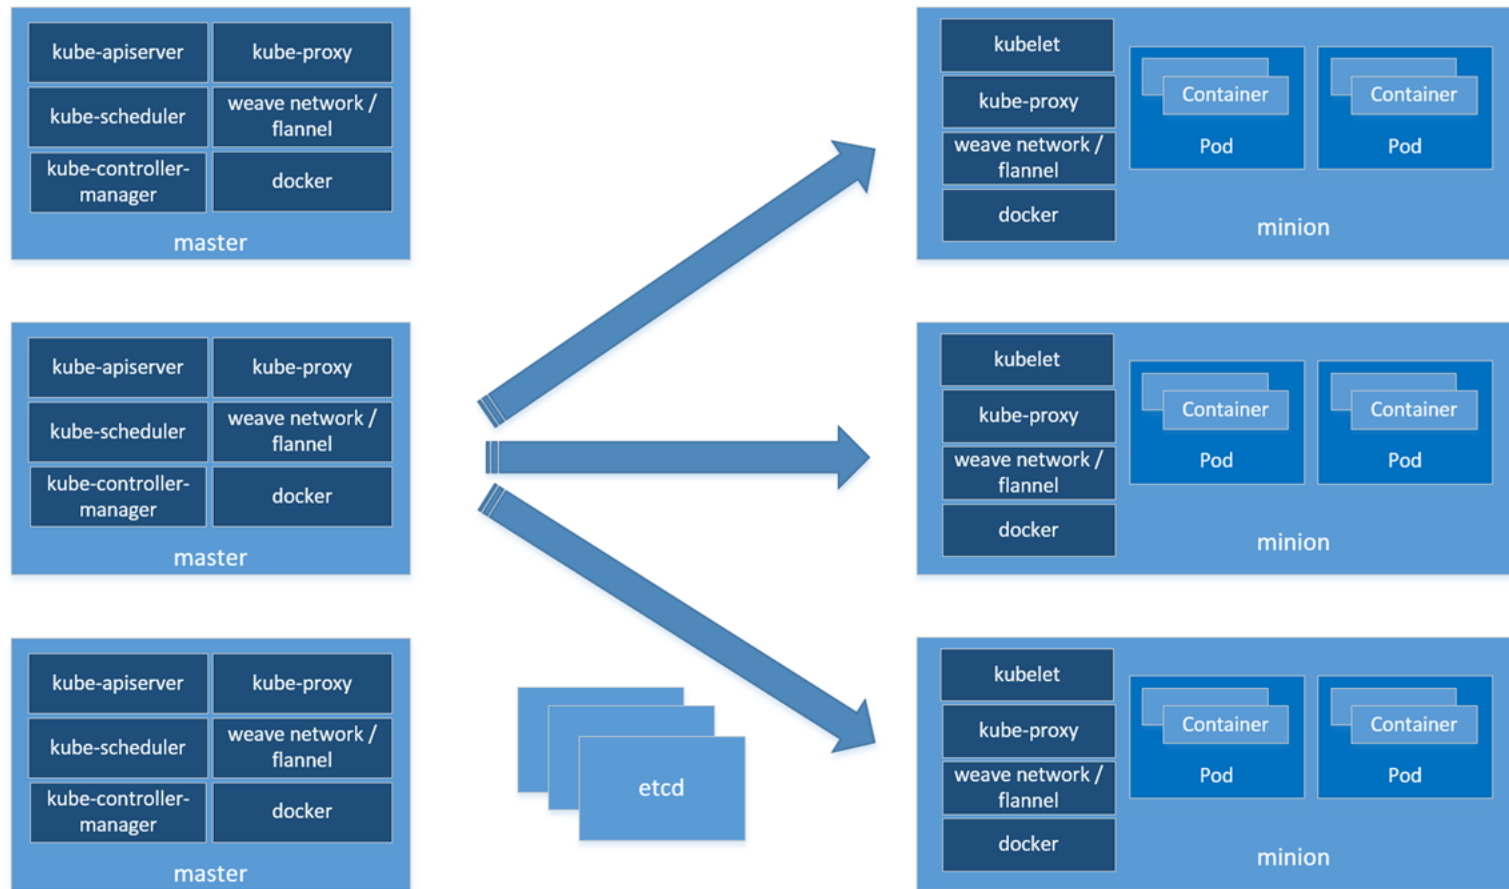 kube-apiserver
kube-proxy
kube-scheduler
weave network /
flannel
kube-controller-
manager
docker
master
kubelet
kube-proxy
weave network /
flannel
docker
Container
Pod
Container
Pod
minion
kube-apiserver
kube-proxy
kube-scheduler
weave network /
flannel
kube-controller-
manager
docker
master
kubelet
kube-proxy
weave network /
flannel
docker
Container
Pod
Container
Pod
minion
kube-apiserver
kube-proxy
kube-scheduler
weave network /
flannel
kube-controller-
manager
docker
master
etcd
kubelet
kube-proxy
weave network /
flannel
docker
Container
Pod
Container
Pod
minion